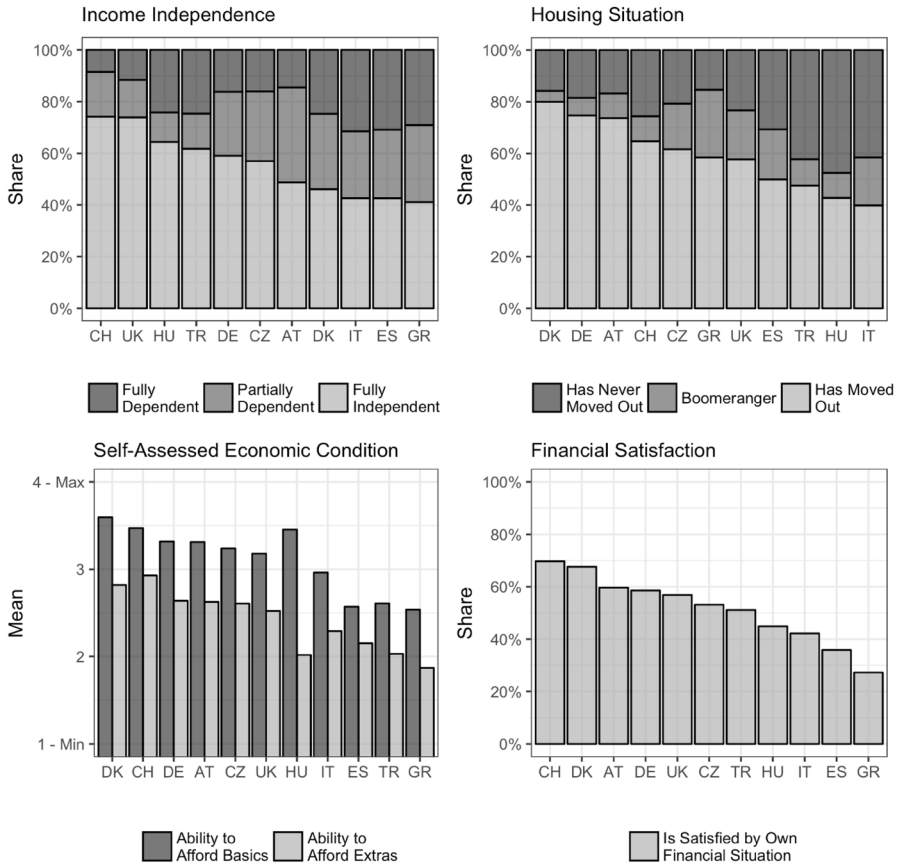 Income Independence
100%
80%
60%
40%
20%
0%
Share
CH UK HU TR DE CZ AT DK IT ES GR
Fully
Dependent
Partially
Dependent
Fully
Independent
Housing Situation
100%
80%
60%
40%
20%
0%
Share
DK DE AT CH CZ GR UK ES TR HU IT
Has Never
Moved Out
Boomeranger
Has Moved
Out
Self-Assessed Economic Condition
4 - Max
3
2
1 - Min
Mean
DK CH DE AT CZ UK HU IT ES TR GR
Ability to
Afford Basics
Ability to
Afford Extras
Financial Satisfaction
100%
80%
60%
40%
20%
0%
Share
CH DK AT DE UK CZ TR HU IT ES GR
Is Satisfied by Own
Financial Situation